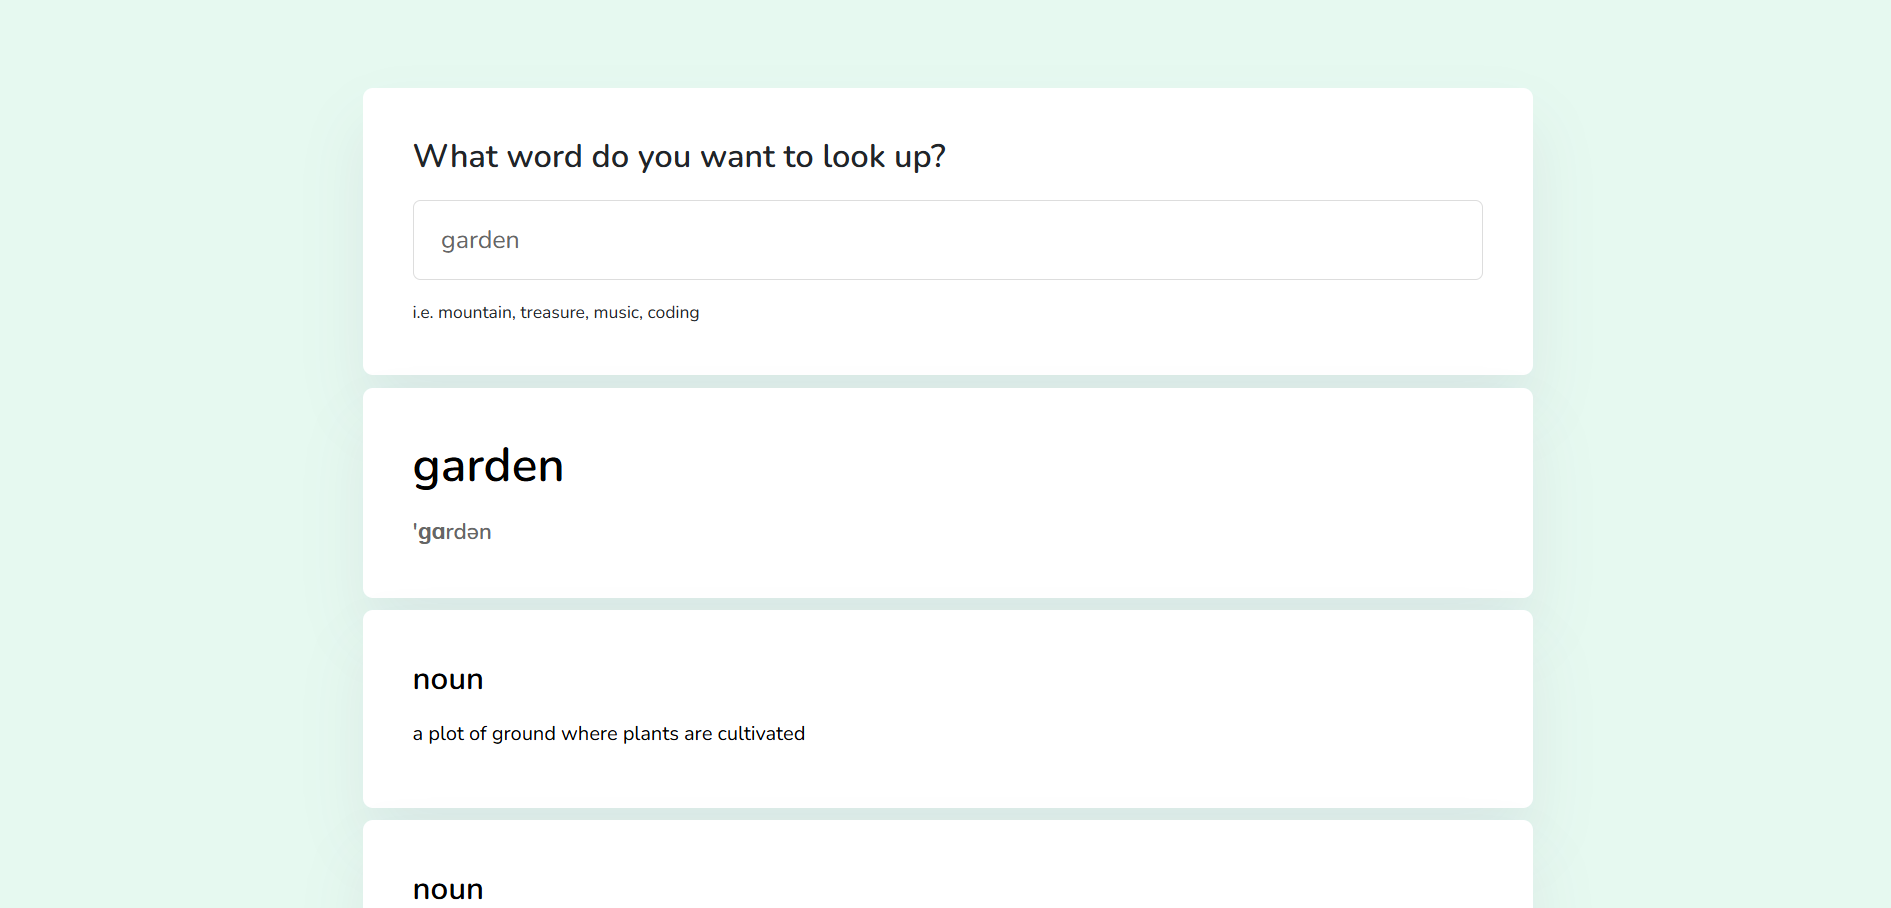 What word do you want to look up?
garden
i.e. mountain, treasure, music, coding
garden
'ɡɑrdən
noun
a plot of ground where plants are cultivated
noun